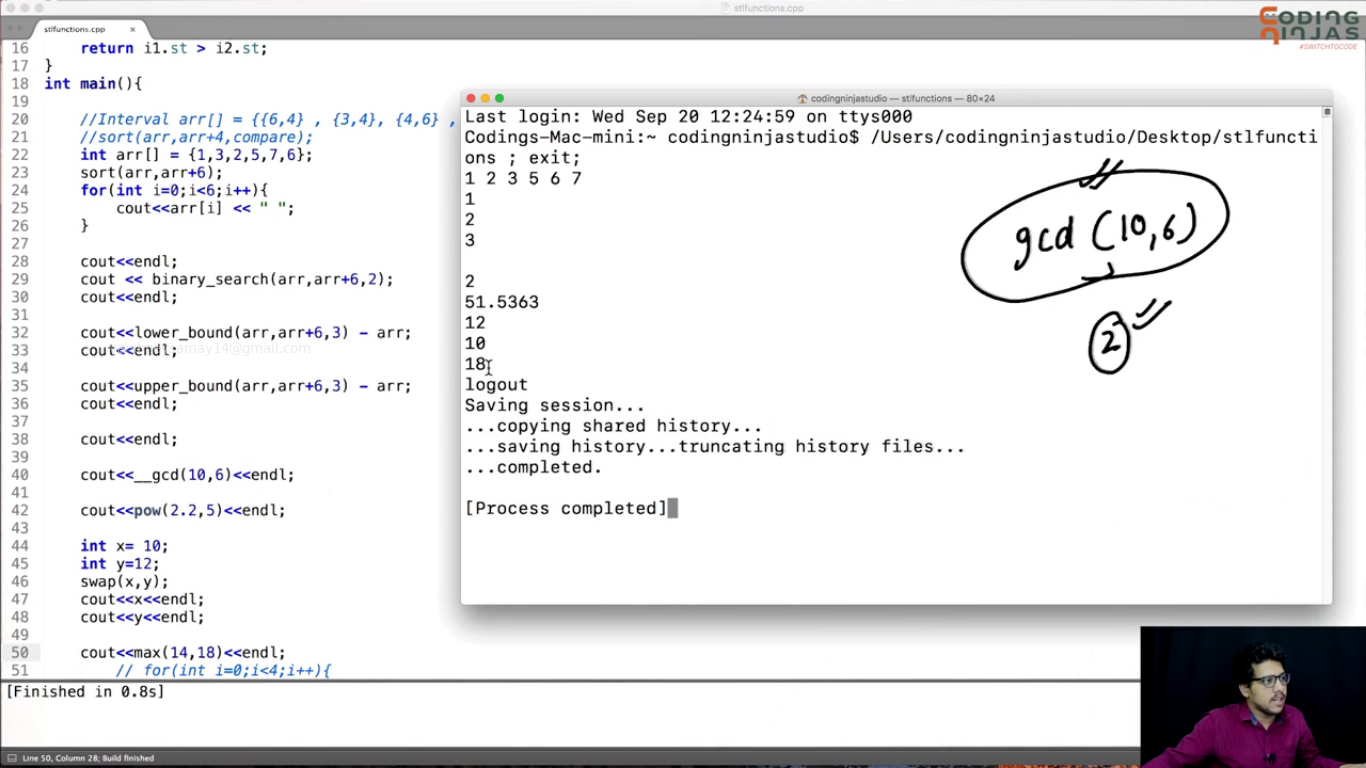 stlfunctions.cpp
CODING
NINJAS
#SWITCHTOCODE
stlfunctions.cpp ×
16 return i1.st > i2.st;
17 }
18 int main(){
19
20 //Interval arr[] = {{6,4} , {3,4}, {4,6} ,
21 //sort(arr,arr+4,compare);
22 int arr[] = {1,3,2,5,7,6};
23 sort(arr,arr+6);
24 for(int i=0;i<6;i++){
25 cout<<arr[i] << " ";
26 }
27
28 cout<<endl;
29 cout << binary_search(arr,arr+6,2);
30 cout<<endl;
31
32 cout<<lower_bound(arr,arr+6,3) - arr;
33 cout<<endl;
amay14@gmail.com
34
35 cout<<upper_bound(arr,arr+6,3) - arr;
36 cout<<endl;
37
38 cout<<endl;
39
40 cout<<__gcd(10,6)<<endl;
41
42 cout<<pow(2.2,5)<<endl;
43
44 int x= 10;
45 int y=12;
46 swap(x,y);
47 cout<<x<<endl;
48 cout<<y<<endl;
49
50 cout<<max(14,18)<<endl;
51 // for(int i=0;i<4;i++){
[Finished in 0.8s]
Line 50, Column 28; Build finished
codingninjastudio — stlfunctions — 80×24
Last login: Wed Sep 20 12:24:59 on ttys000
Codings-Mac-mini:~ codingninjastudio$ /Users/codingninjastudio/Desktop/stlfuncti
ons ; exit;
1 2 3 5 6 7
1
2
3
2
51.5363
12
10
18
logout
Saving session...
...copying shared history...
...saving history...truncating history files...
...completed.
[Process completed]
gcd (10,6)
2